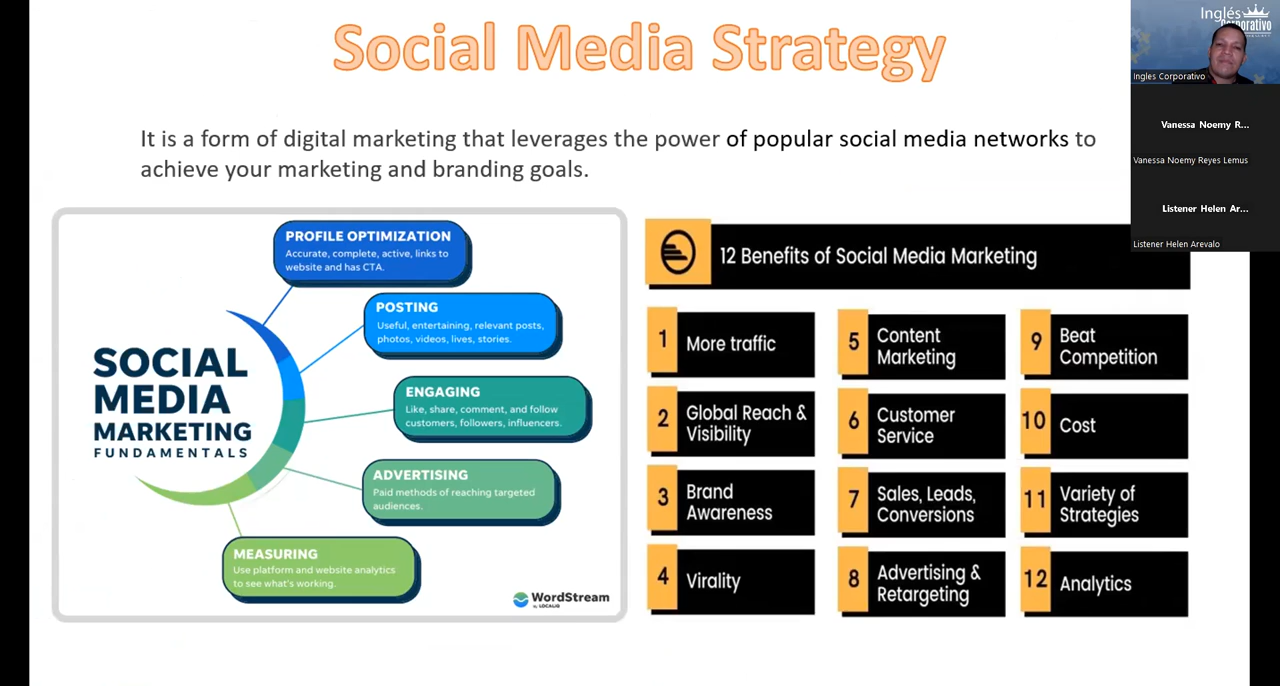 Social Media Strategy
It is a form of digital marketing that leverages the power of popular social media networks to
achieve your marketing and branding goals.
SOCIAL
MEDIA
MARKETING
FUNDAMENTALS
PROFILE OPTIMIZATION
Accurate, complete, active, links to
website and has CTA.
POSTING
Useful, entertaining, relevant posts,
photos, videos, lives, stories.
ENGAGING
Like, share, comment, and follow
customers, followers, influencers.
ADVERTISING
Paid methods of reaching targeted
audiences.
MEASURING
Use platform and website analytics
to see what's working.
WordStream
By LOCALiQ
12 Benefits of Social Media Marketing
1 More traffic
2 Global Reach &
Visibility
3 Brand
Awareness
4 Virality
5 Content
Marketing
6 Customer
Service
7 Sales, Leads,
Conversions
8 Advertising &
Retargeting
9 Beat
Competition
10 Cost
11 Variety of
Strategies
12 Analytics
Inglés
Corporativo
Ingles Corporativo
Vanessa Noemy R...
Vanessa Noemy Reyes Lemus
Listener Helen Ar...
Listener Helen Arevalo